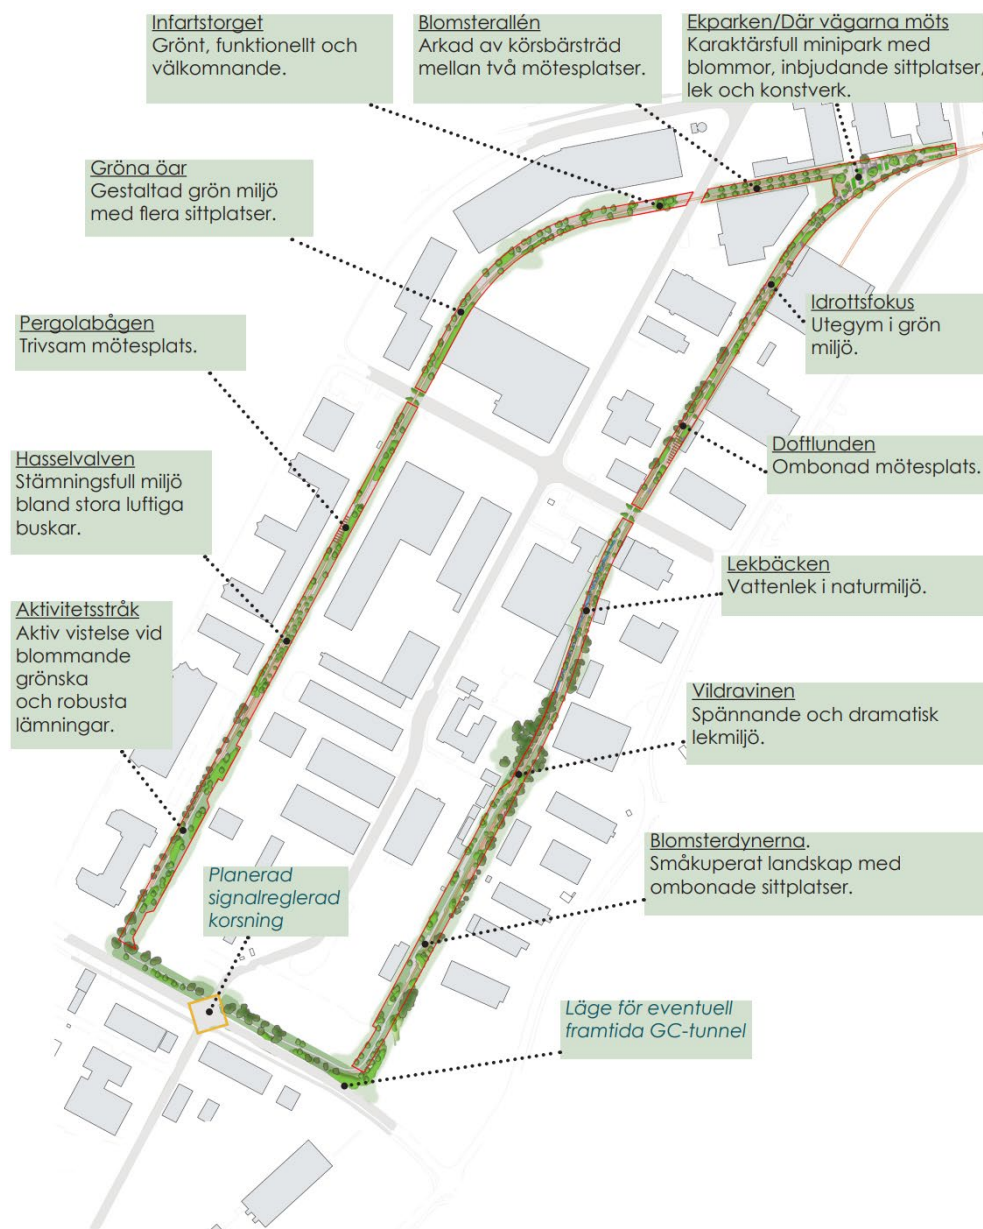 Infartstorget
Grönt, funktionellt och
välkomnande.
Blomsterallén
Arkad av körsbärsträd
mellan två mötesplatser.
Ekparken/Där vägarna möts
Karaktärsfull minipark med
blommor, inbjudande sittplatser,
lek och konstverk.
Gröna öar
Gestaltad grön miljö
med flera sittplatser.
Idrottsfokus
Utegym i grön
miljö.
Pergolabågen
Trivsam mötesplats.
Doftlunden
Ombonad mötesplats.
Hasselvalven
Stämningsfull miljö
bland stora luftiga
buskar.
Lekbäcken
Vattenlek i naturmiljö.
Aktivitetsstråk
Aktiv vistelse vid
blommande
grönska
och robusta
lämningar.
Vildravinen
Spännande och dramatisk
lekmiljö.
Blomsterdynerna.
Småkuperat landskap med
ombonade sittplatser.
Planerad
signalreglerad
korsning
Läge för eventuell
framtida GC-tunnel